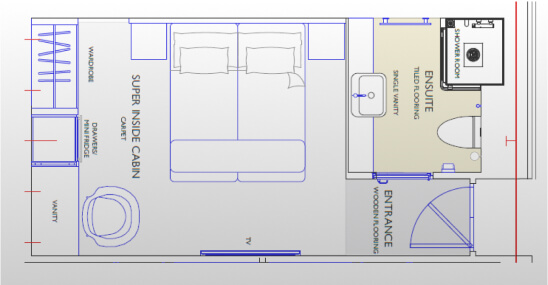 WARDROBE
DRAWERS/
MINI FRIDGE
VANITY
SUPER INSIDE CABIN
CARPET
TV
SINGLE VANITY
ENSUITE
TILED FLOORING
SHOWER ROOM
ENTRANCE
WOODEN FLOORING